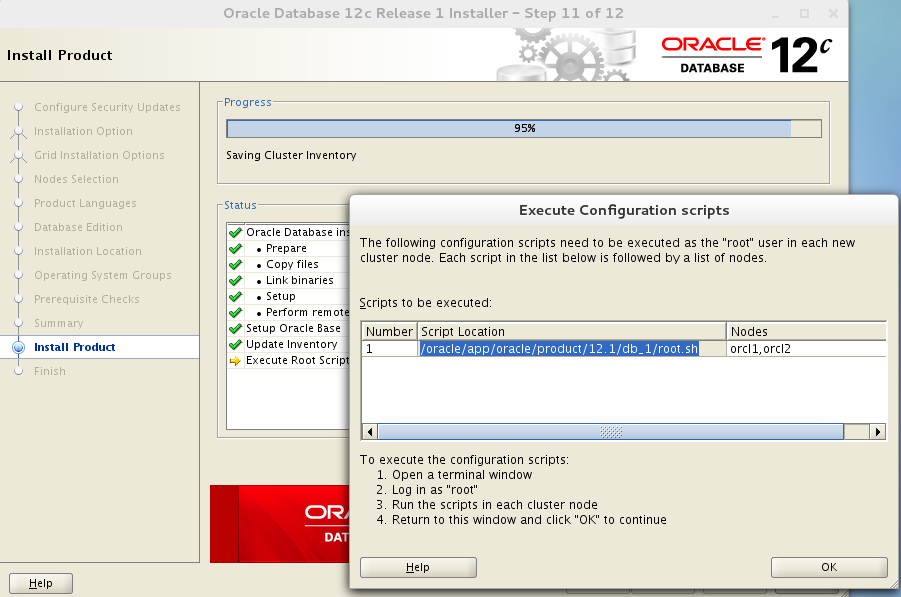 Oracle Database 12c Release 1 Installer - Step 11 of 12
Install Product
ORACLE®
DATABASE
12c
Configure Security Updates
Installation Option
Grid Installation Options
Nodes Selection
Product Languages
Database Edition
Installation Location
Operating System Groups
Prerequisite Checks
Summary
Install Product
Finish
Progress
95%
Saving Cluster Inventory
Status
Oracle Database
• Prepare
• Copy files
• Link binaries
• Setup
• Perform remote
Setup Oracle Base
Update Inventory
Execute Root Script
Execute Configuration scripts
The following configuration scripts need to be executed as the "root" user in each new
cluster node. Each script in the list below is followed by a list of nodes.
Scripts to be executed:
Number Script Location Nodes
1 /oracle/app/oracle/product/12.1/db_1/root.sh orcl1,orcl2
To execute the configuration scripts:
1. Open a terminal window
2. Log in as "root"
3. Run the scripts in each cluster node
4. Return to this window and click "OK" to continue
Help
OK
Help